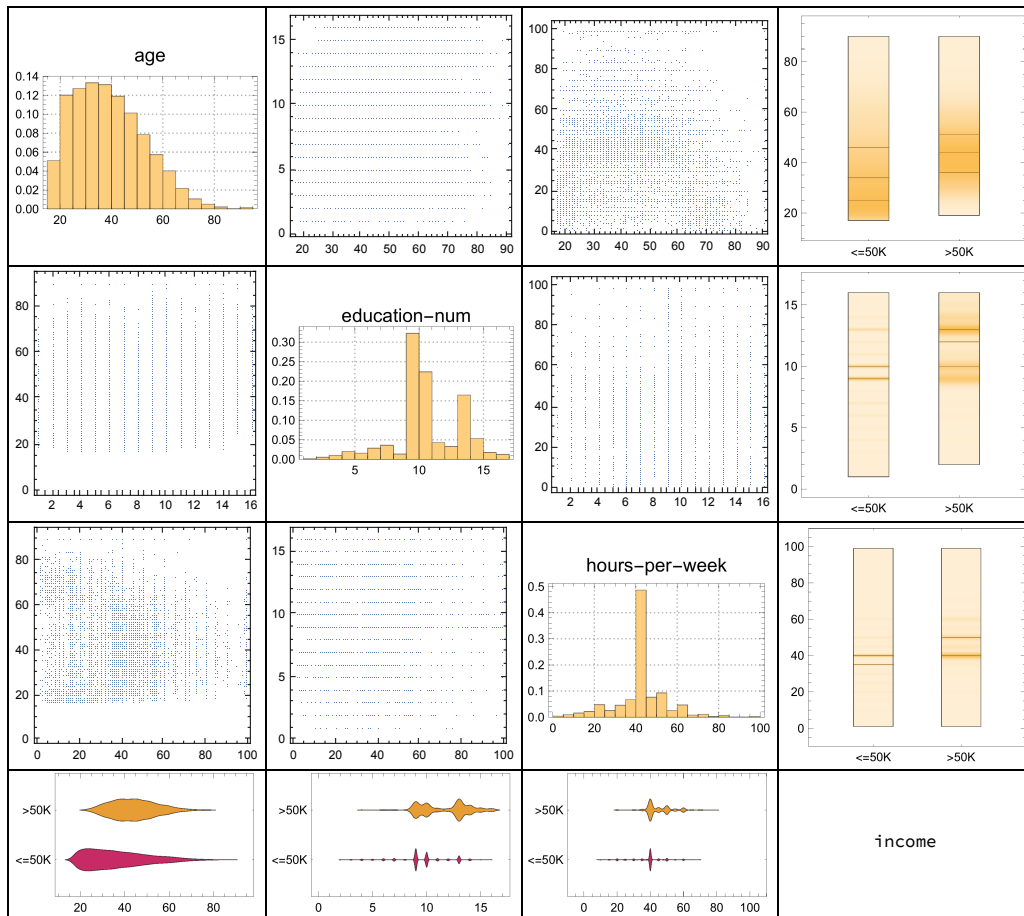 age
0.14
0.12
0.10
0.08
0.06
0.04
0.02
0.00
20 40 60 80
15
10
5
0
20 30 40 50 60 70 80 90
100
80
60
40
20
0
20 30 40 50 60 70 80 90
80
60
40
20
<=50K >50K
80
60
40
20
0
2 4 6 8 10 12 14 16
education-num
0.30
0.25
0.20
0.15
0.10
0.05
0.00
5 10 15
100
80
60
40
20
0
2 4 6 8 10 12 14 16
15
10
5
0
<=50K >50K
80
60
40
20
0
0 20 40 60 80 100
15
10
5
0
0 20 40 60 80 100
hours-per-week
0.5
0.4
0.3
0.2
0.1
0.0
0 20 40 60 80 100
100
80
60
40
20
0
<=50K >50K
>50K
<=50K
20 40 60 80
>50K
<=50K
0 5 10 15
>50K
<=50K
0 20 40 60 80 100
income